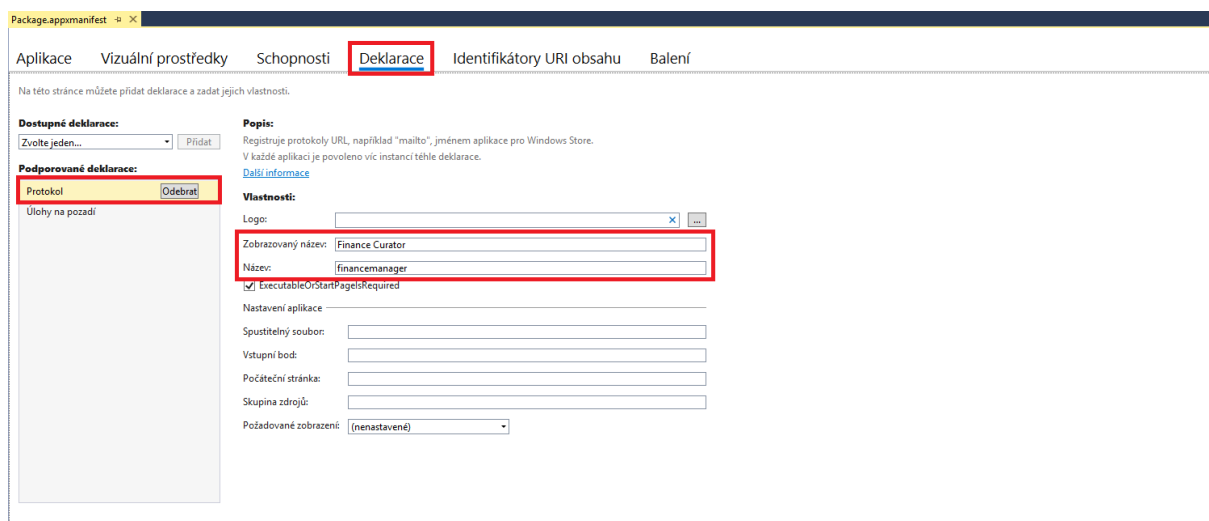 Package.appxmanifest
Aplikace Vizuální prostředky Schopnosti Deklarace Identifikátory URI obsahu Balení
Na této stránce můžete přidat deklarace a zadat jejich vlastnosti.
Dostupné deklarace:
Zvolte jeden... Přidat
Podporované deklarace:
Protokol Odebrat
Úlohy na pozadí
Popis:
Registruje protokoly URL, například "mailto", jménem aplikace pro Windows Store.
V každé aplikaci je povoleno víc instancí téhle deklarace.
Další informace
Vlastnosti:
Logo: ...
Zobrazovaný název: Finance Curator
Název: financemanager
ExecutableOrStartPageIsRequired
Nastavení aplikace
Spustitelný soubor:
Vstupní bod:
Počáteční stránka:
Skupina zdrojů:
Požadované zobrazení: (nenastavené)